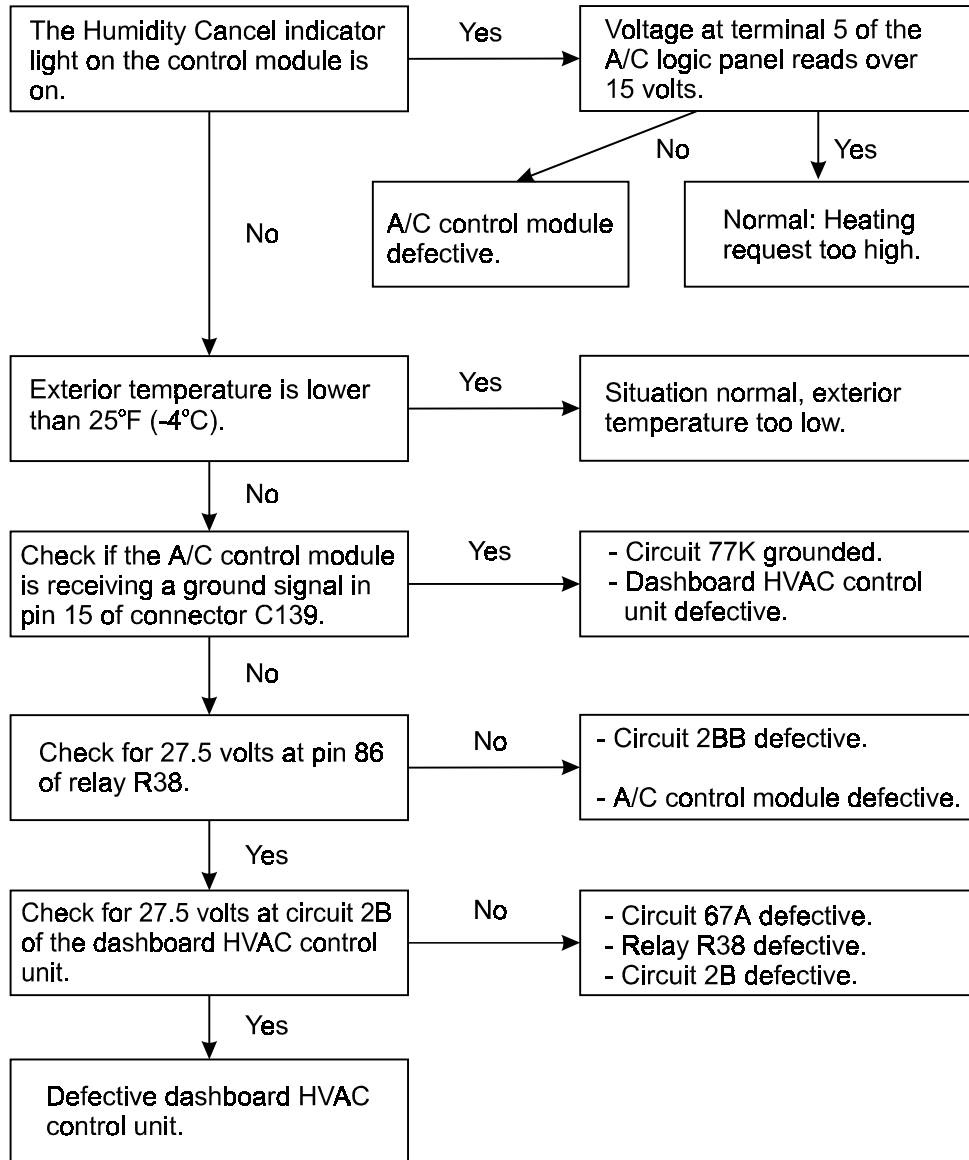 The Humidity Cancel indicator
light on the control module is
on.
Yes
Voltage at terminal 5 of the
A/C logic panel reads over
15 volts.
No
Yes
No
A/C control module
defective.
Normal: Heating
request too high.
Exterior temperature is lower
than 25°F (-4°C).
Yes
Situation normal, exterior
temperature too low.
No
Check if the A/C control module
is receiving a ground signal in
pin 15 of connector C139.
Yes
- Circuit 77K grounded.
- Dashboard HVAC control
unit defective.
No
Check for 27.5 volts at pin 86
of relay R38.
No
- Circuit 2BB defective.
- A/C control module defective.
Yes
Check for 27.5 volts at circuit 2B
of the dashboard HVAC control
unit.
No
- Circuit 67A defective.
- Relay R38 defective.
- Circuit 2B defective.
Yes
Defective dashboard HVAC
control unit.